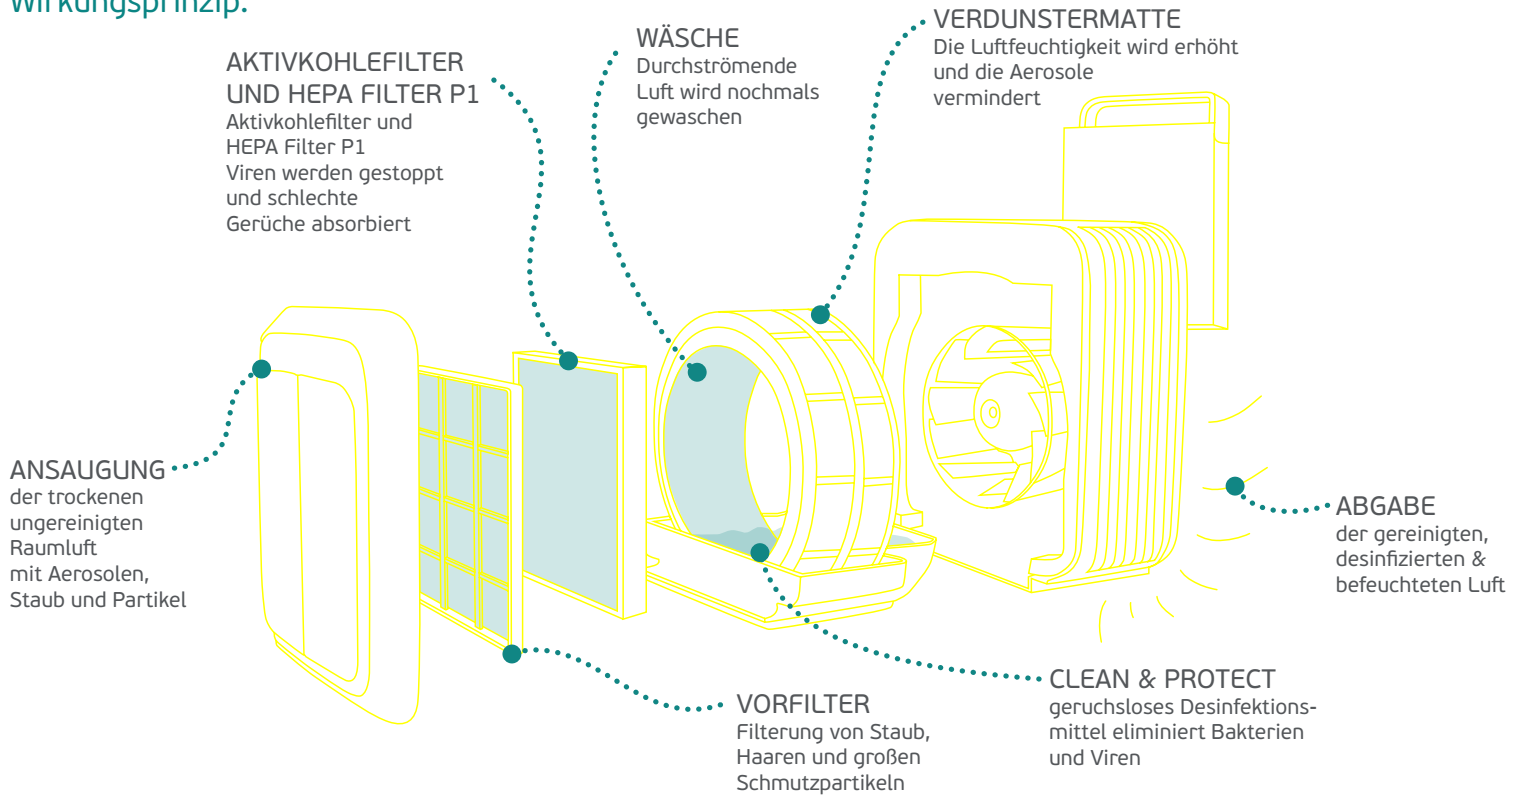 Wirkungsprinzip:
AKTIVKOHLEFILTER
UND HEPA FILTER P1
Aktivkohlefilter und
HEPA Filter P1
Viren werden gestoppt
und schlechte
Gerüche absorbiert
WÄSCHE
Durchströmende
Luft wird nochmals
gewaschen
VERDUNSTERMATTE
Die Luftfeuchtigkeit wird erhöht
und die Aerosole
vermindert
ANSAUGUNG
der trockenen
ungereinigten
Raumluft
mit Aerosolen,
Staub und Partikel
VORFILTER
Filterung von Staub,
Haaren und großen
Schmutzpartikeln
CLEAN & PROTECT
geruchsloses Desinfektions-
mittel eliminiert Bakterien
und Viren
ABGABE
der gereinigten,
desinfizierten &
befeuchteten Luft